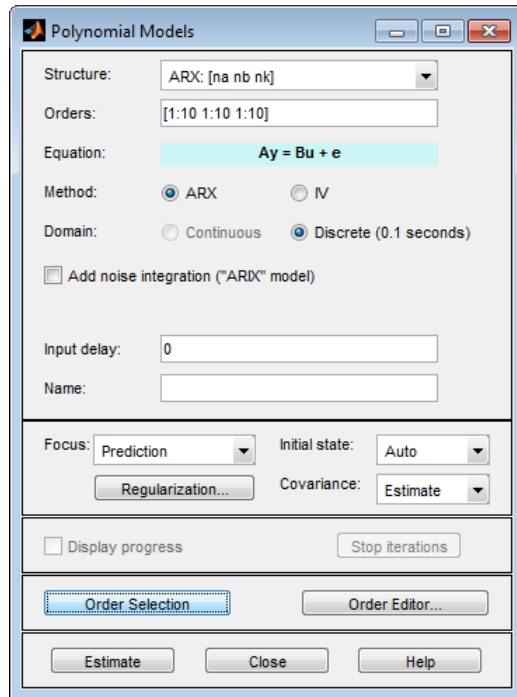 Polynomial Models
Structure: ARX: [na nb nk]
Orders: [1:10 1:10 1:10]
Equation: Ay = Bu + e
Method: ARX IV
Domain: Continuous Discrete (0.1 seconds)
Add noise integration ("ARIX" model)
Input delay: 0
Name:
Focus: Prediction Initial state: Auto
Regularization... Covariance: Estimate
Display progress Stop iterations
Order Selection Order Editor...
Estimate Close Help